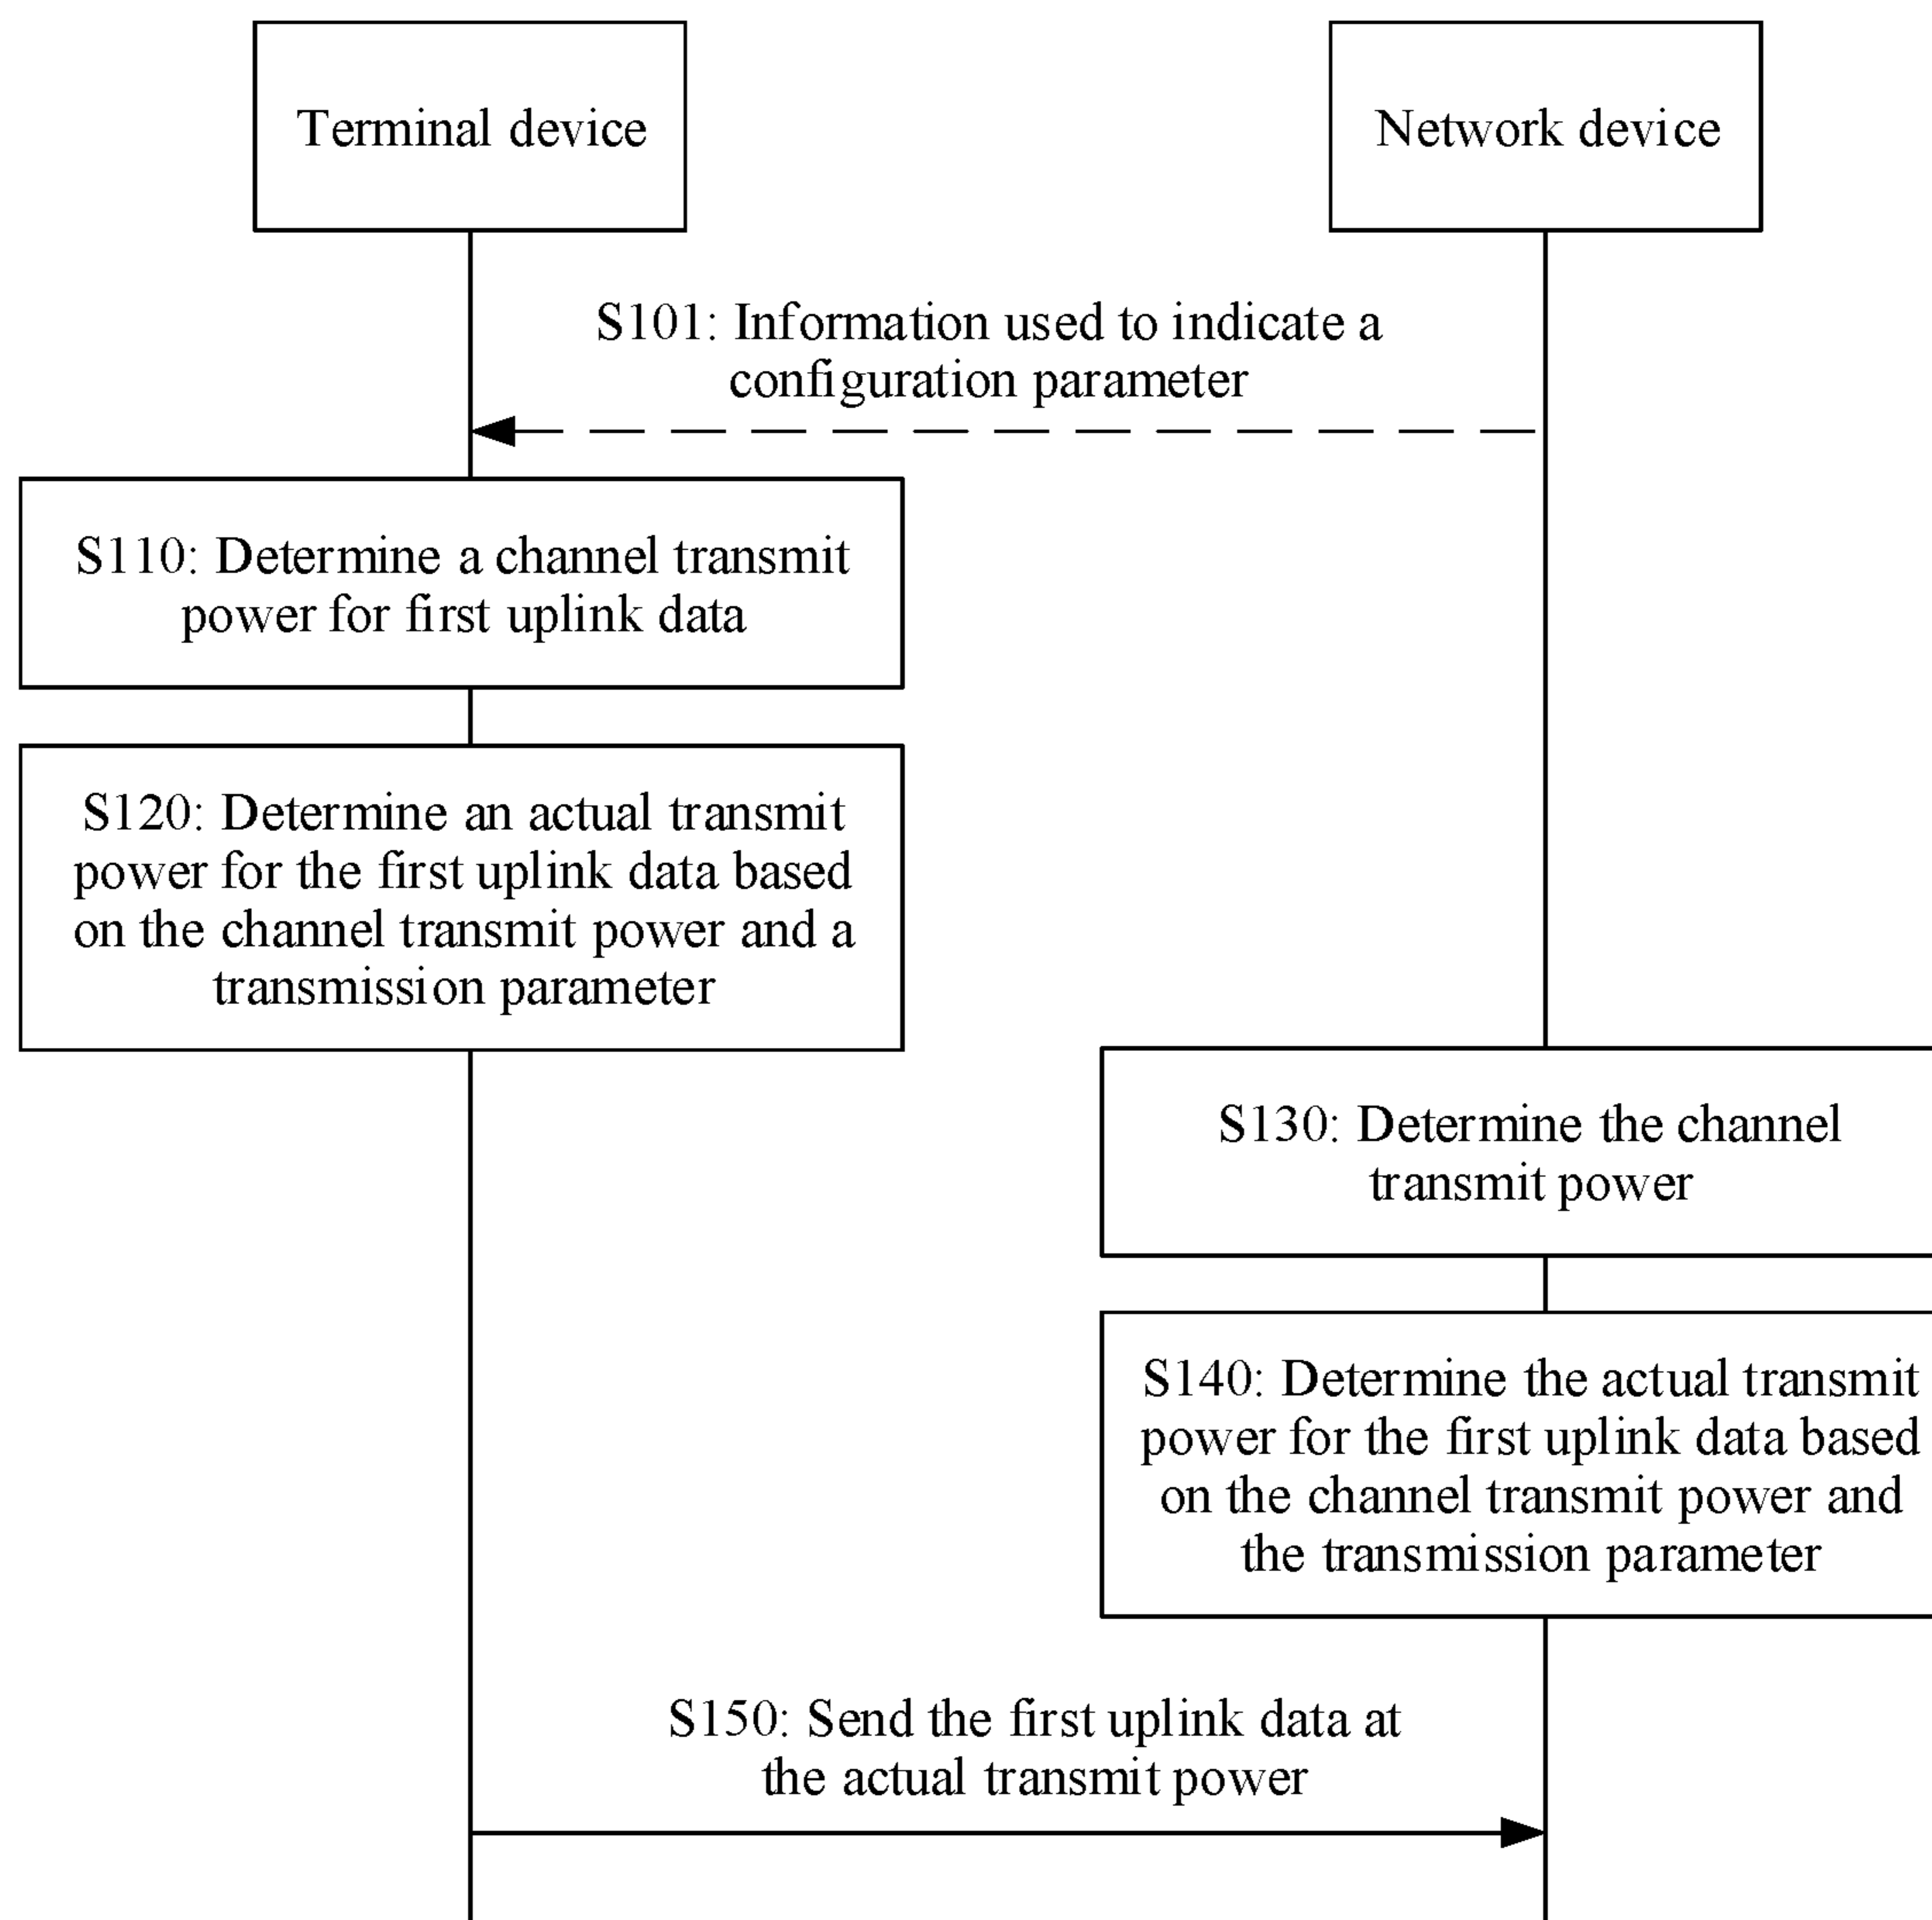 Terminal device
Network device
S101: Information used to indicate a
configuration parameter
S110: Determine a channel transmit
power for first uplink data
S120: Determine an actual transmit
power for the first uplink data based
on the channel transmit power and a
transmission parameter
S130: Determine the channel
transmit power
S140: Determine the actual transmit
power for the first uplink data based
on the channel transmit power and
the transmission parameter
S150: Send the first uplink data at
the actual transmit power